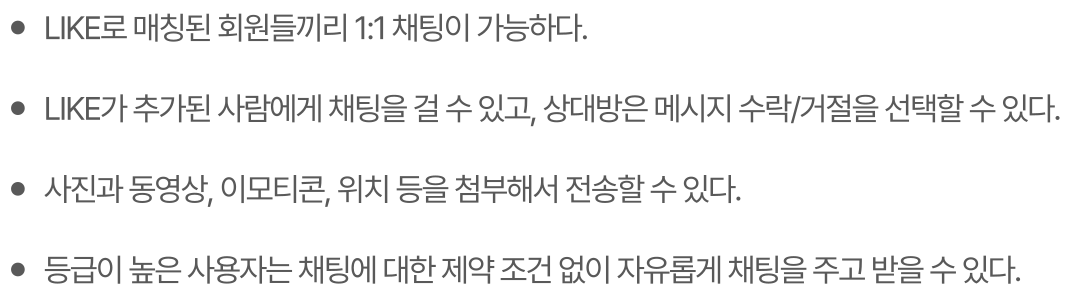 • LIKE로 매칭된 회원들끼리 1:1 채팅이 가능하다.
• LIKE가 추가된 사람에게 채팅을 걸 수 있고, 상대방은 메시지 수락/거절을 선택할 수 있다.
• 사진과 동영상, 이모티콘, 위치 등을 첨부해서 전송할 수 있다.
• 등급이 높은 사용자는 채팅에 대한 제약 조건 없이 자유롭게 채팅을 주고 받을 수 있다.